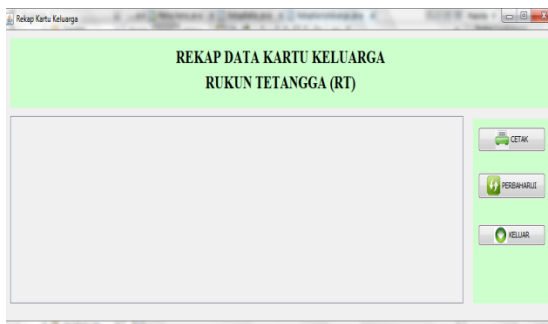 Rekap Kartu Keluarga
REKAP DATA KARTU KELUARGA
RUKUN TETANGGA (RT)
CETAK
PERBAHARUI
KELUAR